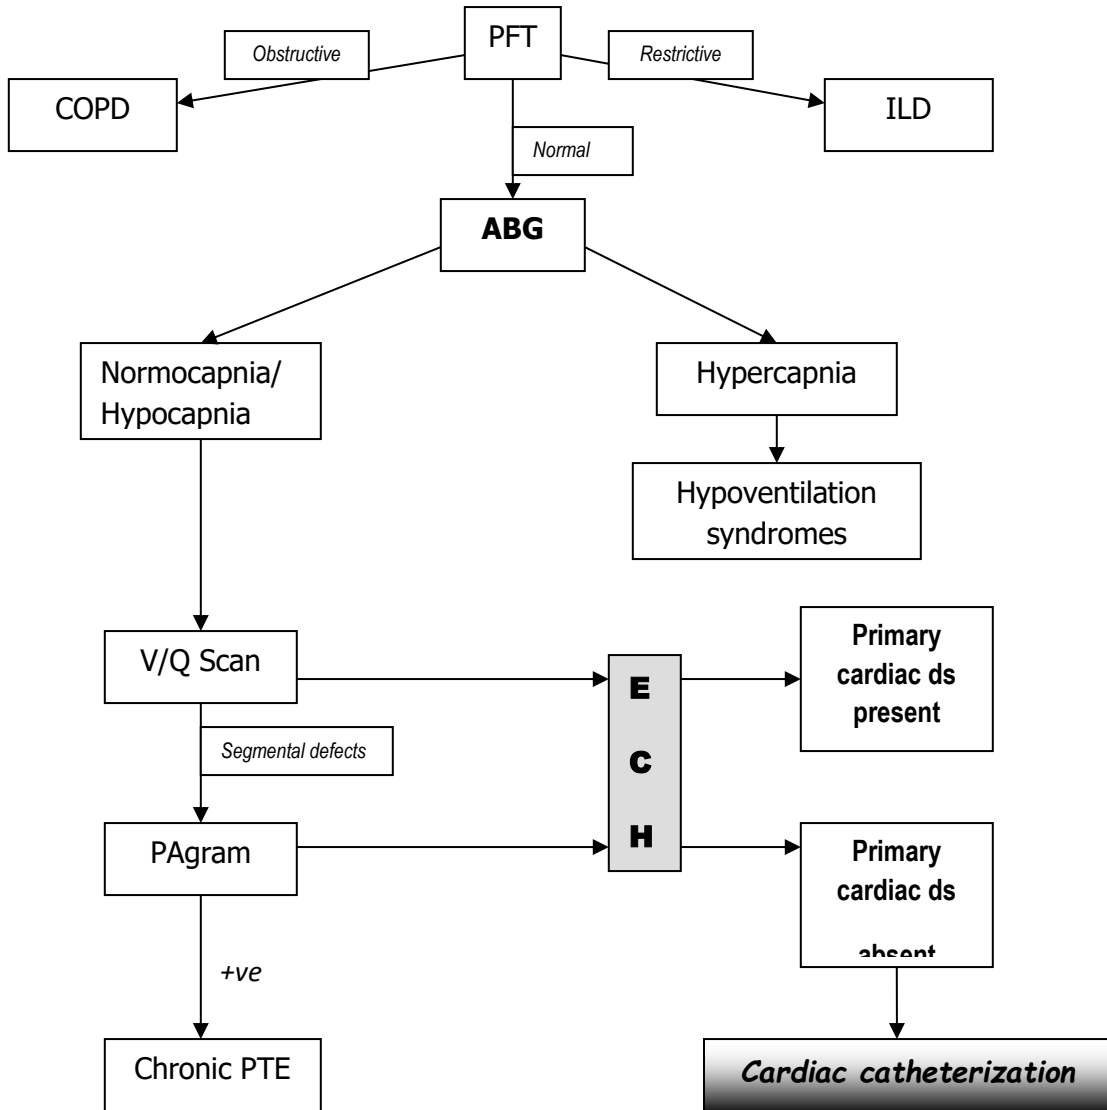 PFT
Obstructive
Restrictive
COPD
ILD
Normal
ABG
Normocapnia/
Hypocapnia
Hypercapnia
Hypoventilation
syndromes
V/Q Scan
E
C
H
Primary
cardiac ds
present
Segmental defects
PAgram
Primary
cardiac ds
absent
+ve
Chronic PTE
Cardiac catheterization